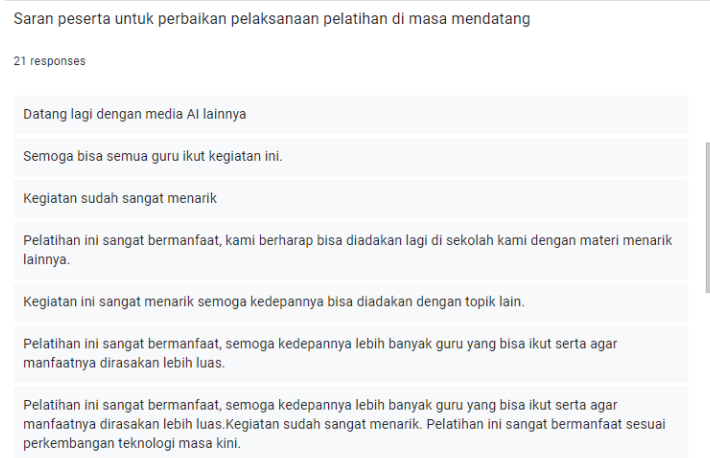 Saran peserta untuk perbaikan pelaksanaan pelatihan di masa mendatang
21 responses
Datang lagi dengan media AI lainnya
Semoga bisa semua guru ikut kegiatan ini.
Kegiatan sudah sangat menarik
Pelatihan ini sangat bermanfaat, kami berharap bisa diadakan lagi di sekolah kami dengan materi menarik
lainnya.
Kegiatan ini sangat menarik semoga kedepannya bisa diadakan dengan topik lain.
Pelatihan ini sangat bermanfaat, semoga kedepannya lebih banyak guru yang bisa ikut serta agar
manfaatnya dirasakan lebih luas.
Pelatihan ini sangat bermanfaat, semoga kedepannya lebih banyak guru yang bisa ikut serta agar
manfaatnya dirasakan lebih luas.Kegiatan sudah sangat menarik. Pelatihan ini sangat bermanfaat sesuai
perkembangan teknologi masa kini.